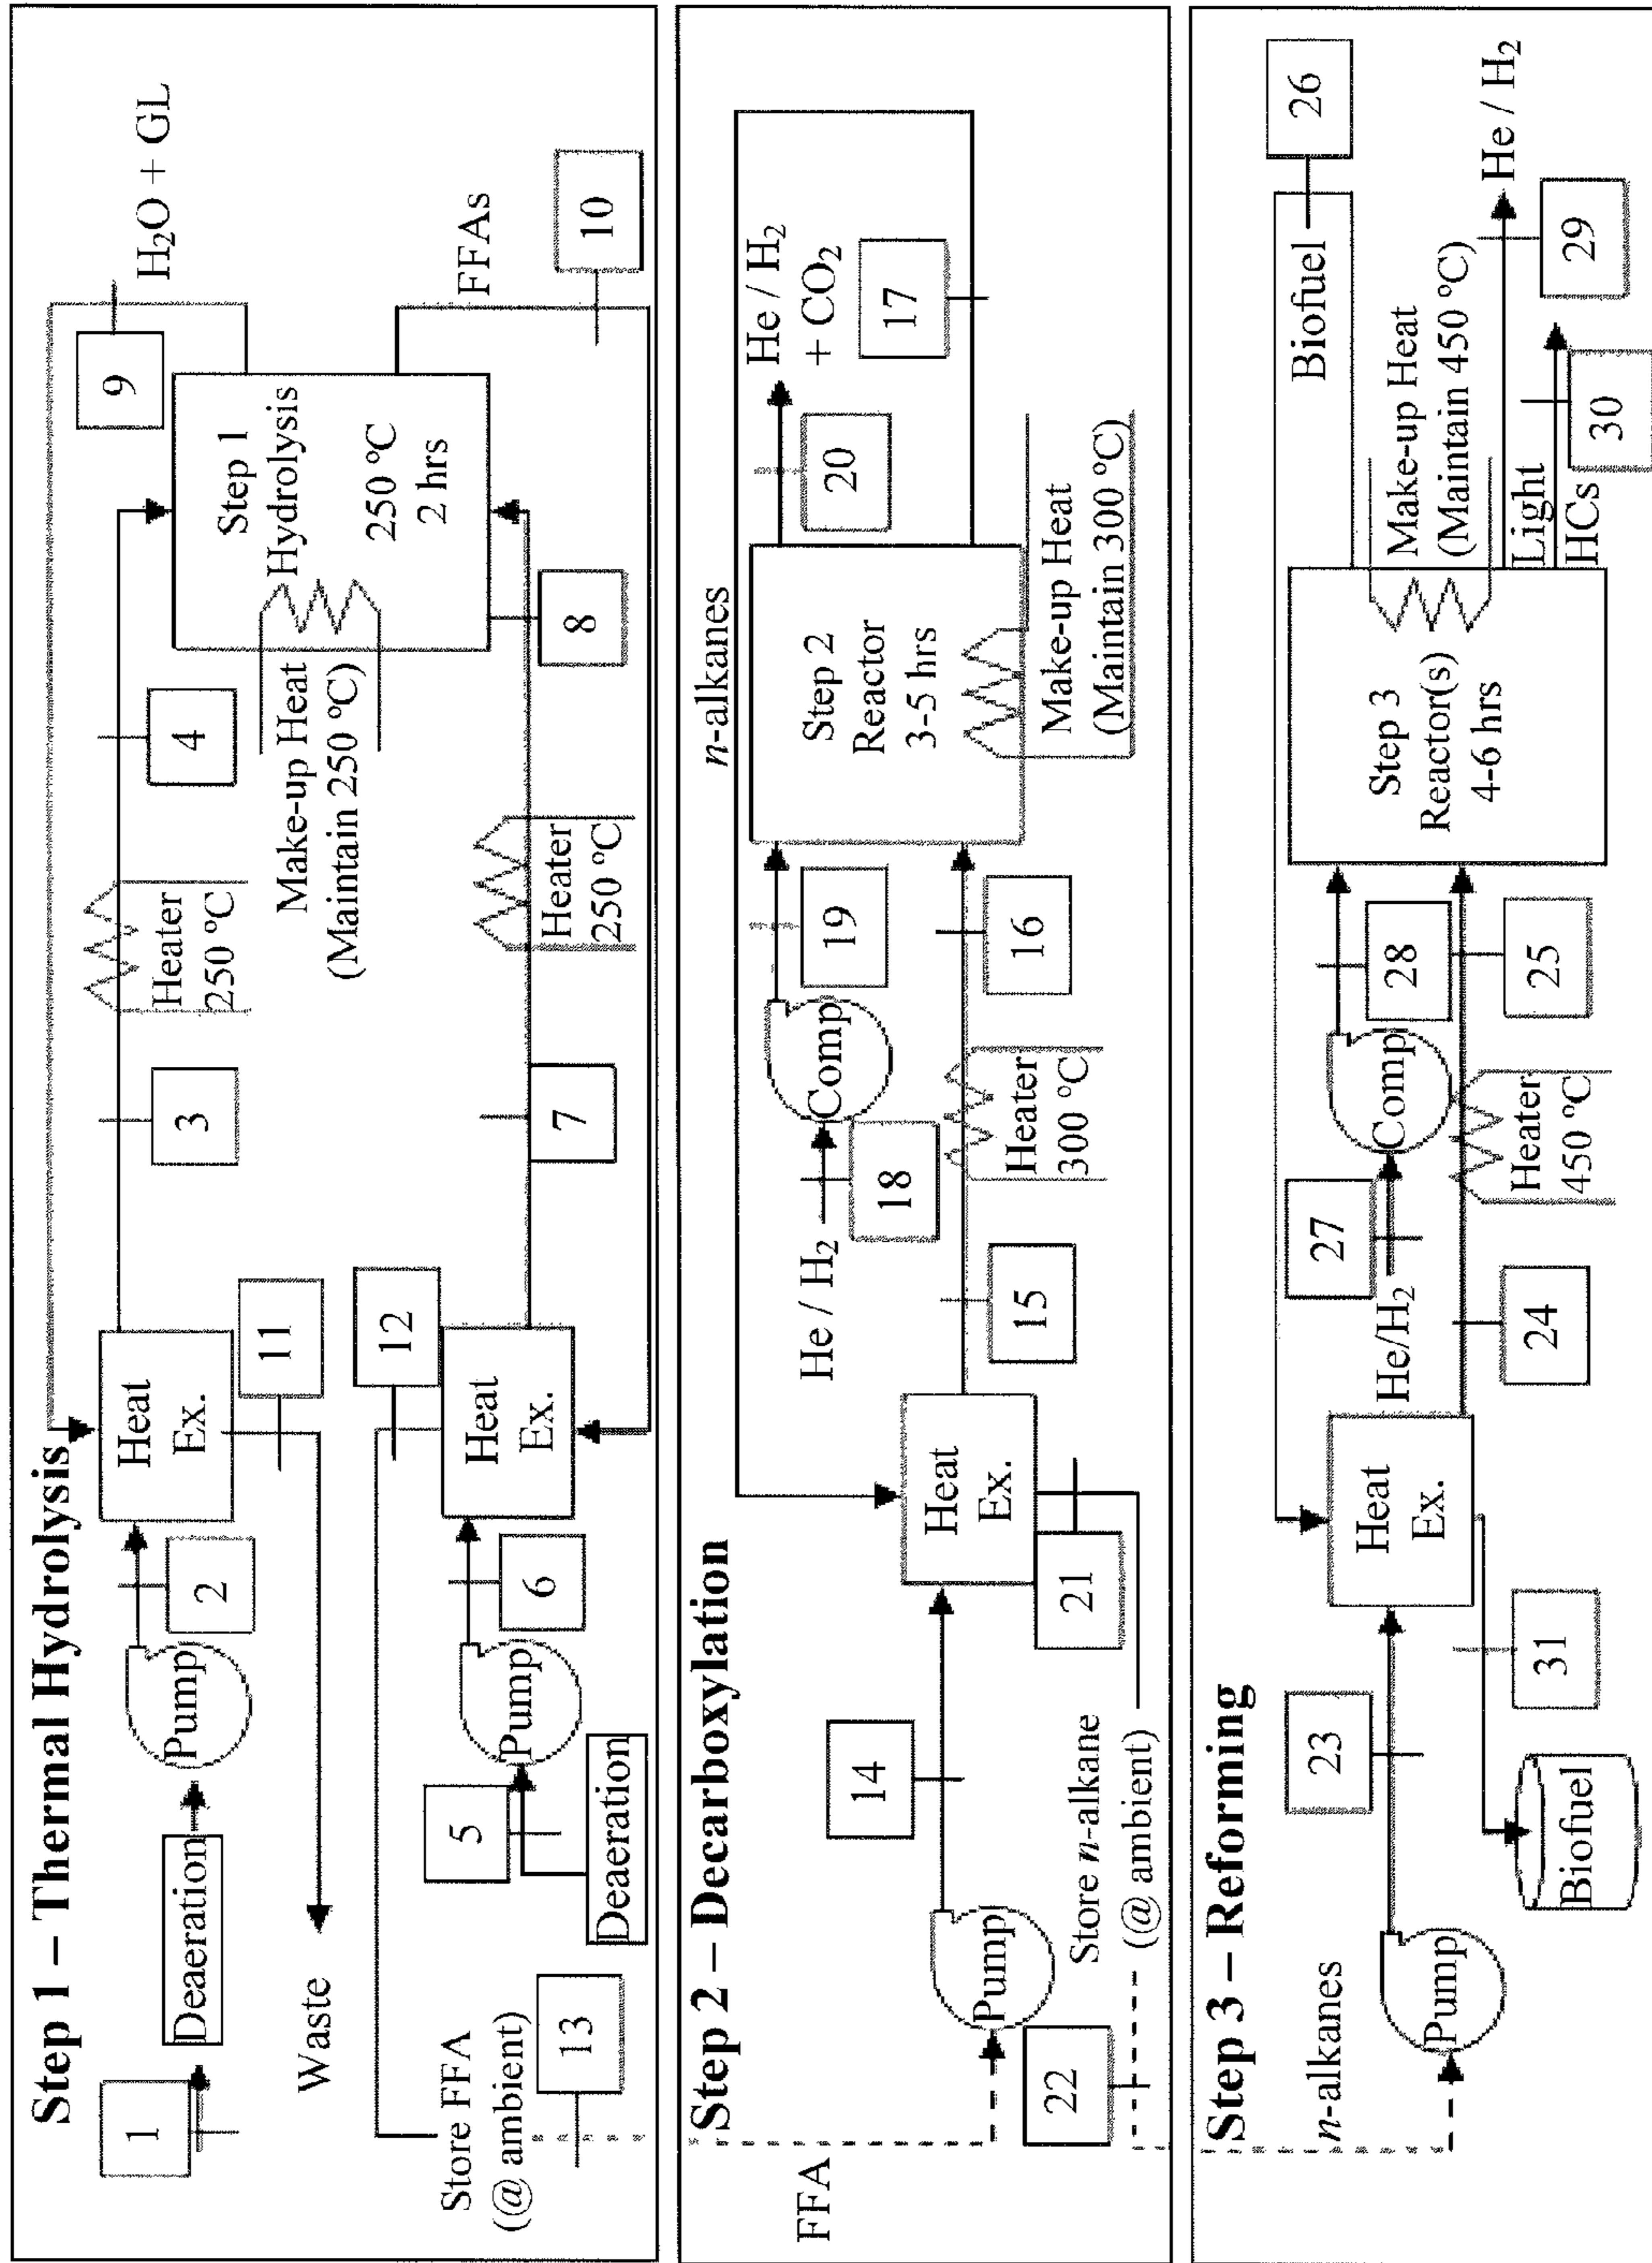 Step 1 – Thermal Hydrolysis
1
Deaeration
Pump
2
Heat
Ex.
3
Heater
250 °C
4
9
H₂O + GL
Step 1
Hydrolysis
250 °C
2 hrs
Make-up Heat
(Maintain 250 °C)
11
Waste
12
Store FFA
(@ ambient)
13
5
Deaeration
Pump
6
Heat
Ex.
7
Heater
250 °C
8
FFAs
10
Step 2 – Decarboxylation
n-alkanes
FFA
Pump
14
Heat
Ex.
15
He / H₂
18
Comp
19
Heater
300 °C
16
Step 2
Reactor
3-5 hrs
He / H₂
+ CO₂
20
17
Make-up Heat
(Maintain 300 °C)
21
Store n-alkane
(@ ambient)
22
Step 3 – Reforming
n-alkanes
Pump
23
Heat
Ex.
24
He/H₂
27
Comp
28
Heater
450 °C
25
Step 3
Reactor(s)
4-6 hrs
Biofuel
26
Make-up Heat
(Maintain 450 °C)
He / H₂
29
Light
HCs
30
31
Biofuel